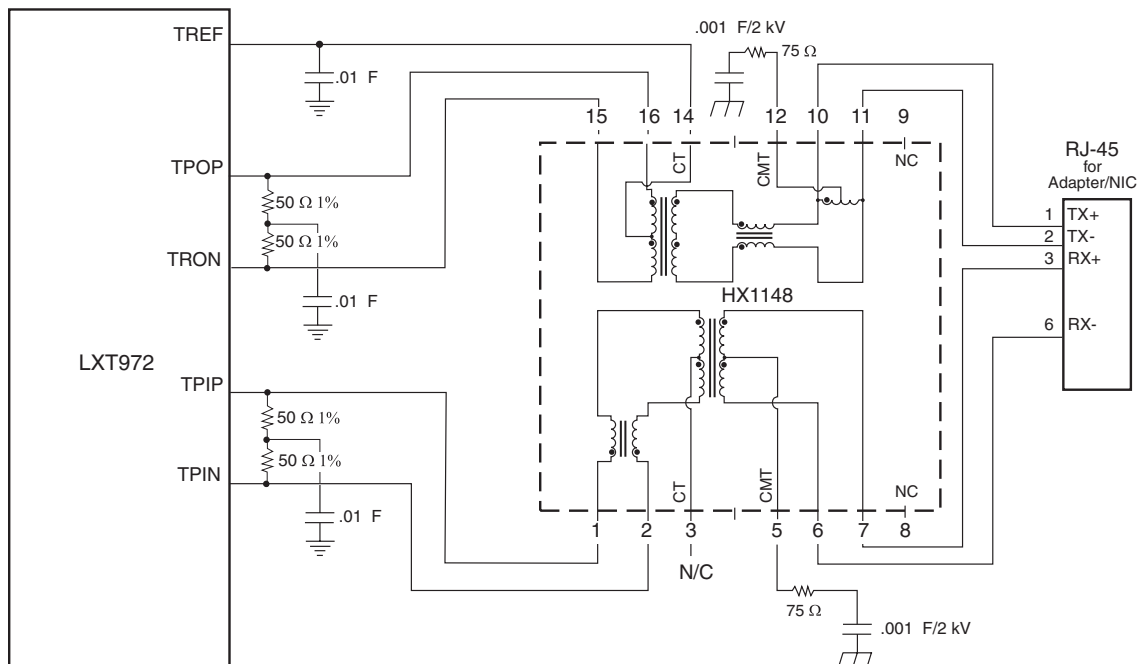 TREF
.001 F/2 kV
75 Ω
.01 F
15 16 14 12 10 11 9
CT
CMT
NC
RJ-45
for
Adapter/NIC
TPOP
50 Ω 1%
50 Ω 1%
TRON
.01 F
1 TX+
2 TX-
3 RX+
6 RX-
HX1148
LXT972
TPIP
50 Ω 1%
50 Ω 1%
TPIN
.01 F
CT
CMT
NC
1 2 3 5 6 7 8
N/C
75 Ω
.001 F/2 kV